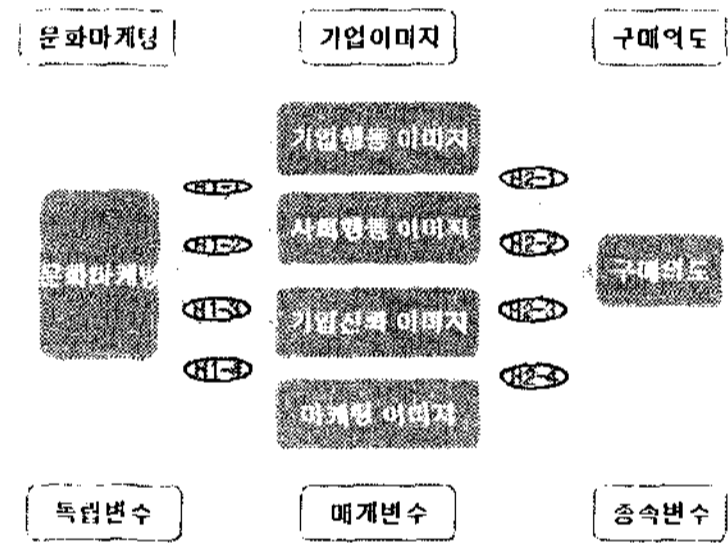 문화마케팅
기업이미지
구매의도
기업행동 이미지
H1-1
H2-1
사회행동 이미지
H1-2
H2-2
문화마케팅
구매의도
기업신뢰 이미지
H1-3
H2-3
H1-4
H2-4
마케팅 이미지
독립변수
매개변수
종속변수